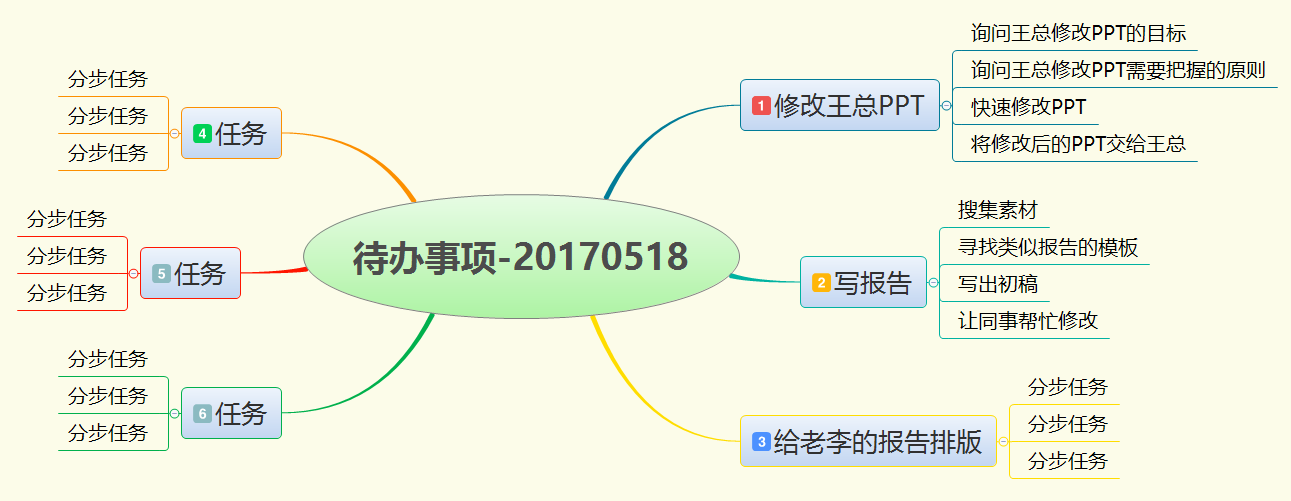 待办事项-20170518
1 修改王总PPT
询问王总修改PPT的目标
询问王总修改PPT需要把握的原则
快速修改PPT
将修改后的PPT交给王总
2 写报告
搜集素材
寻找类似报告的模板
写出初稿
让同事帮忙修改
3 给老李的报告排版
分步任务
分步任务
分步任务
4 任务
分步任务
分步任务
分步任务
5 任务
分步任务
分步任务
分步任务
6 任务
分步任务
分步任务
分步任务